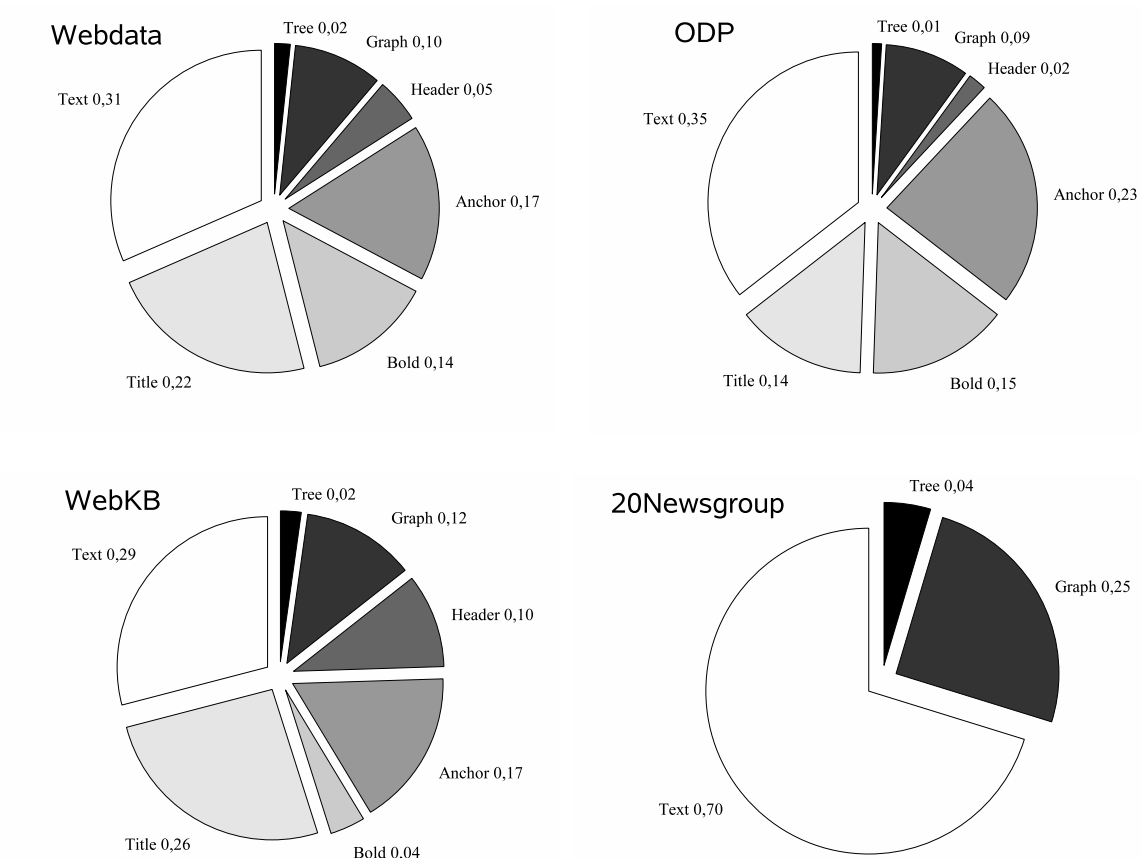 Webdata
Tree 0,02
Graph 0,10
Header 0,05
Text 0,31
Anchor 0,17
Bold 0,14
Title 0,22
ODP
Tree 0,01
Graph 0,09
Header 0,02
Text 0,35
Anchor 0,23
Title 0,14
Bold 0,15
WebKB
Tree 0,02
Graph 0,12
Text 0,29
Header 0,10
Anchor 0,17
Title 0,26
Bold 0,04
20Newsgroup
Tree 0,04
Graph 0,25
Text 0,70